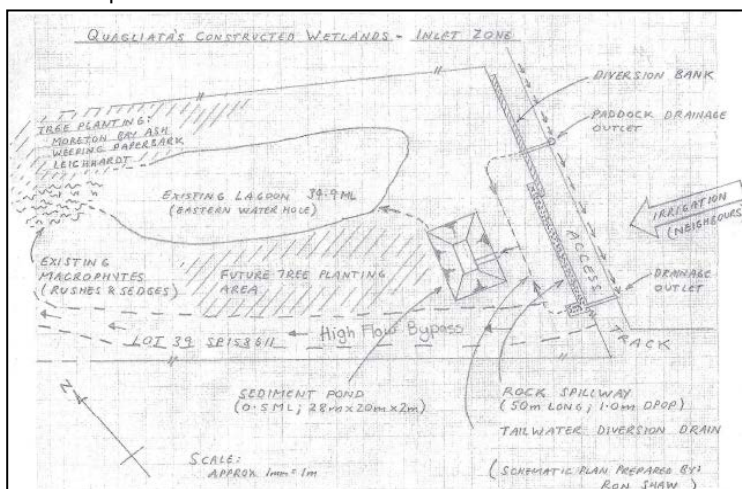 QUAGLIATA'S CONSTRUCTED WETLANDS - INLET ZONE
DIVERSION BANK
PADDOCK DRAINAGE
OUTLET
TREE PLANTING:
MORETON BAY ASH
WEEPING PAPERBARK
LEICHHARDT
EXISTING LAGOON 34.9ML
(EASTERN WATER HOLE)
IRRIGATION
(NEIGHBOURS)
EXISTING
MACROPHYTES
(RUSHES & SEDGES)
FUTURE TREE PLANTING
AREA
ACCESS
TRACK
DRAINAGE
OUTLET
High Flow Bypass
LOT 39 SP158611
SEDIMENT POND
(0.5ML; 28m x 20m x 2m)
ROCK SPILLWAY
(50m LONG; 1.0m DROP)
TAILWATER DIVERSION DRAIN
N
SCALE:
APPROX 1mm = 1m
(SCHEMATIC PLAN PREPARED BY:
RON SHAW)